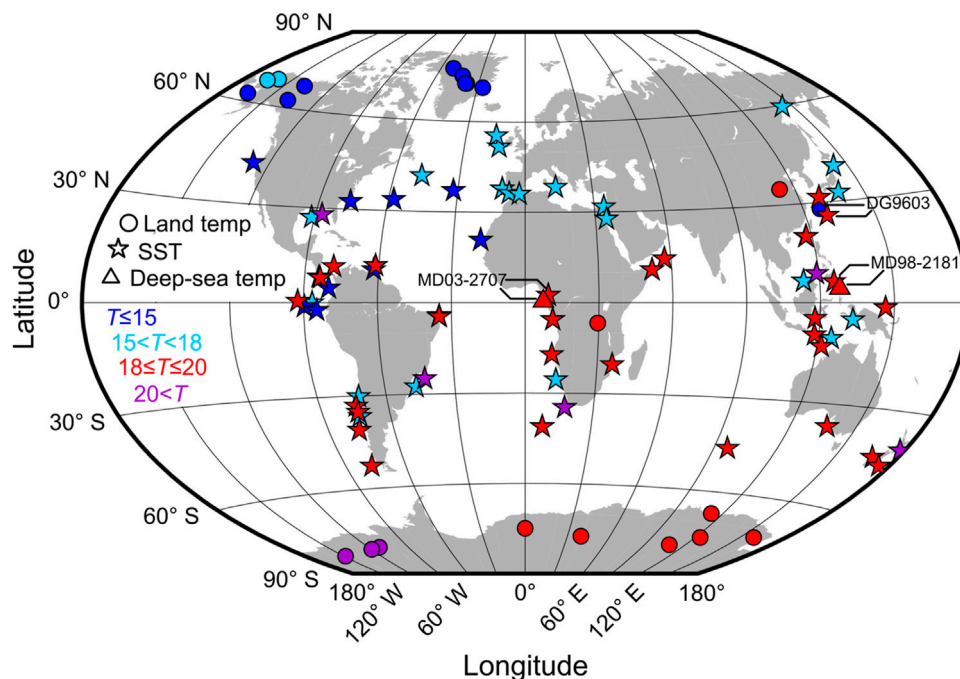 90° N
60° N
30° N
0°
30° S
60° S
90° S
Latitude
Land temp
SST
Deep-sea temp
T≤15
15<T<18
18≤T≤20
20<T
DG9603
MD98-2181
MD03-2707
180°
120° W
60° W
0°
60° E
120° E
180°
Longitude